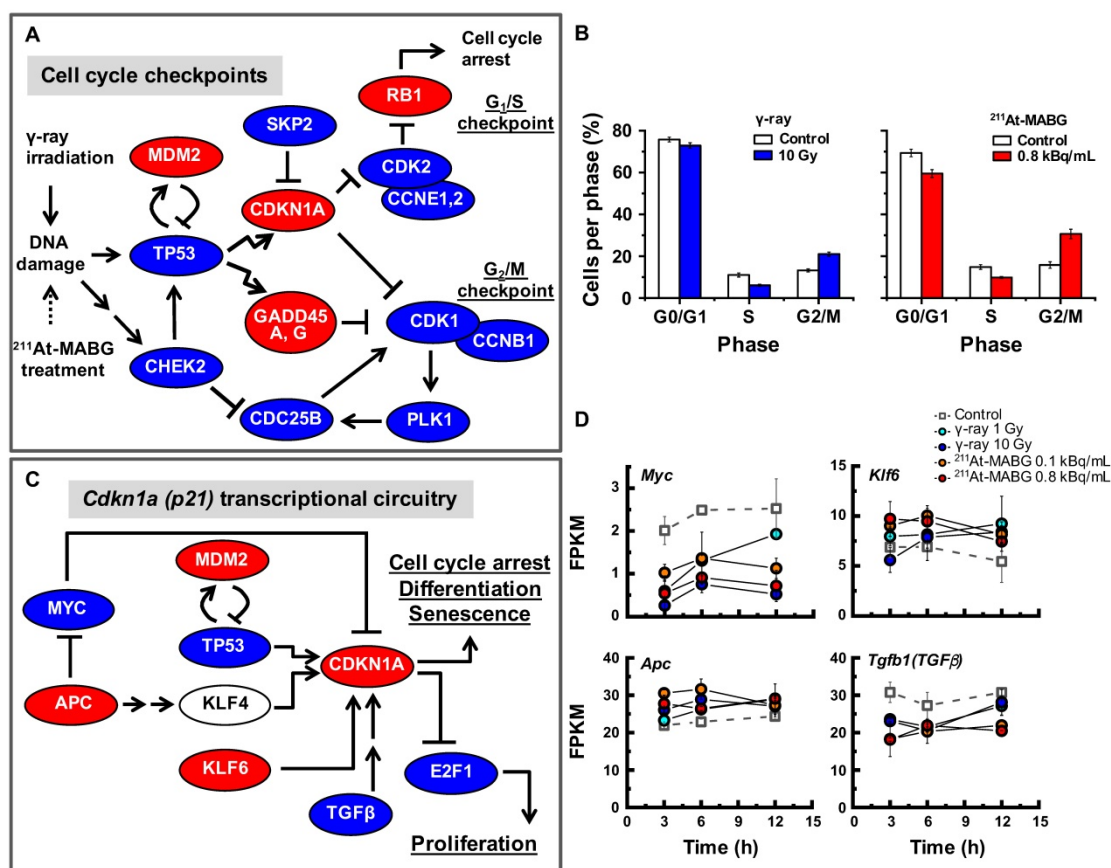 A
Cell cycle checkpoints
γ-ray
irradiation
DNA
damage
²¹¹At-MABG
treatment
MDM2
TP53
CHEK2
SKP2
CDKN1A
GADD45
A, G
CDC25B
RB1
CDK2
CCNE1,2
CDK1
CCNB1
PLK1
Cell cycle
arrest
G₁/S
checkpoint
G₂/M
checkpoint
B
γ-ray
Control
10 Gy
²¹¹At-MABG
Control
0.8 kBq/mL
Cells per phase (%)
80
60
40
20
0
G0/G1 S G2/M
Phase
G0/G1 S G2/M
Phase
C
Cdkn1a (p21) transcriptional circuitry
MDM2
MYC
TP53
APC
KLF4
KLF6
TGFβ
CDKN1A
E2F1
Cell cycle arrest
Differentiation
Senescence
Proliferation
D
Control
γ-ray 1 Gy
γ-ray 10 Gy
²¹¹At-MABG 0.1 kBq/mL
²¹¹At-MABG 0.8 kBq/mL
Myc
FPKM
3
2
1
0
Klf6
15
10
5
0
Apc
FPKM
40
30
20
10
0
0 3 6 9 12 15
Time (h)
Tgfb1(TGFβ)
40
30
20
10
0
0 3 6 9 12 15
Time (h)